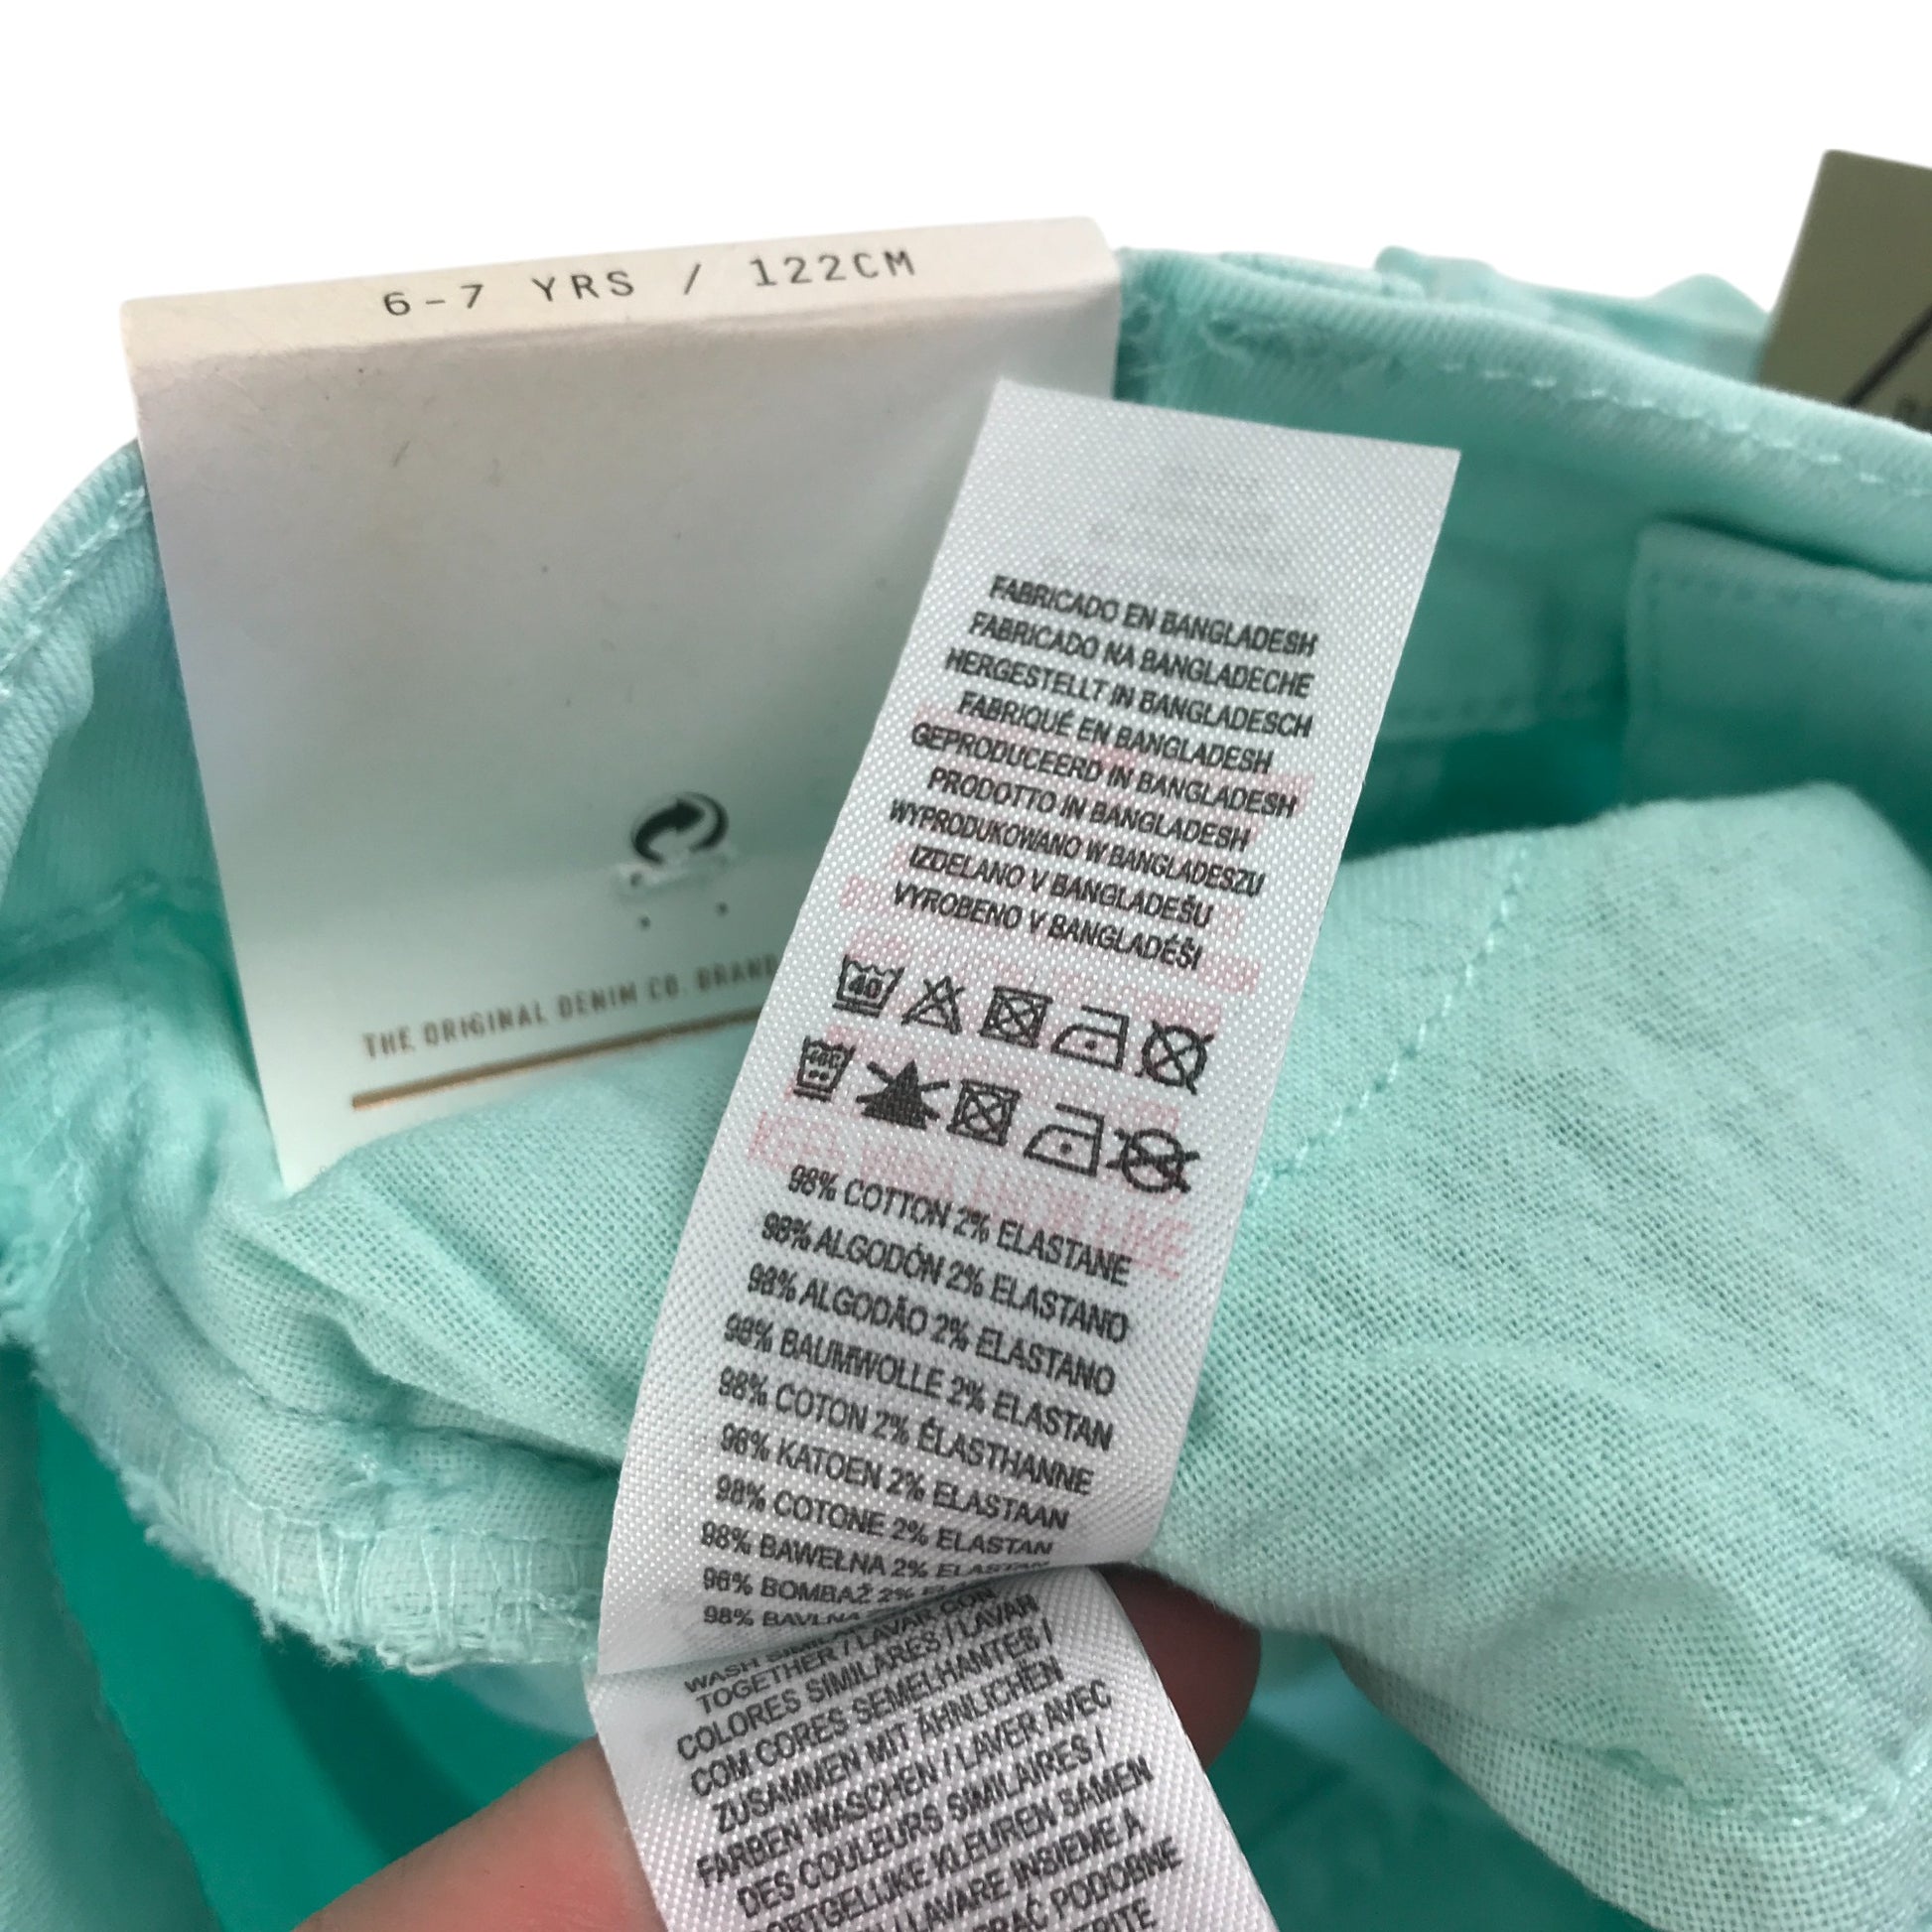 6-7 YRS / 122CM
THE ORIGINAL DENIM CO. BRAND
FABRICADO EN BANGLADESH
FABRICADO NA BANGLADECHE
HERGESTELLT IN BANGLADESCH
FABRIQUÉ EN BANGLADESH
GEPRODUCEERD IN BANGLADESH
PRODOTTO IN BANGLADESH
WYPRODUKOWANO W BANGLADESZU
IZDELANO V BANGLADEŠU
VYROBENO V BANGLADÉŠI
40
98% COTTON 2% ELASTANE
98% ALGODÓN 2% ELASTANO
98% ALGODÃO 2% ELASTANO
98% BAUMWOLLE 2% ELASTAN
98% COTON 2% ÉLASTHANNE
98% KATOEN 2% ELASTAAN
98% COTONE 2% ELASTAN
98% BAWEŁNA 2% ELASTAN
98% BOMBAŽ 2%
98% BAVLNA
WASH / LAVAR CON
TOGETHER / LAVAR CON
COLORES SIMILARES / LAVAR
COM CORES SEMELHANTES /
ZUSAMMEN MIT ÄHNLICHEN
FARBEN WASCHEN / LAVER AVEC
DES COULEURS SIMILAIRES /
SOORTGELIJKE KLEUREN SAMEN
/ LAVARE INSIEME A
PRAĆ PODOBNE